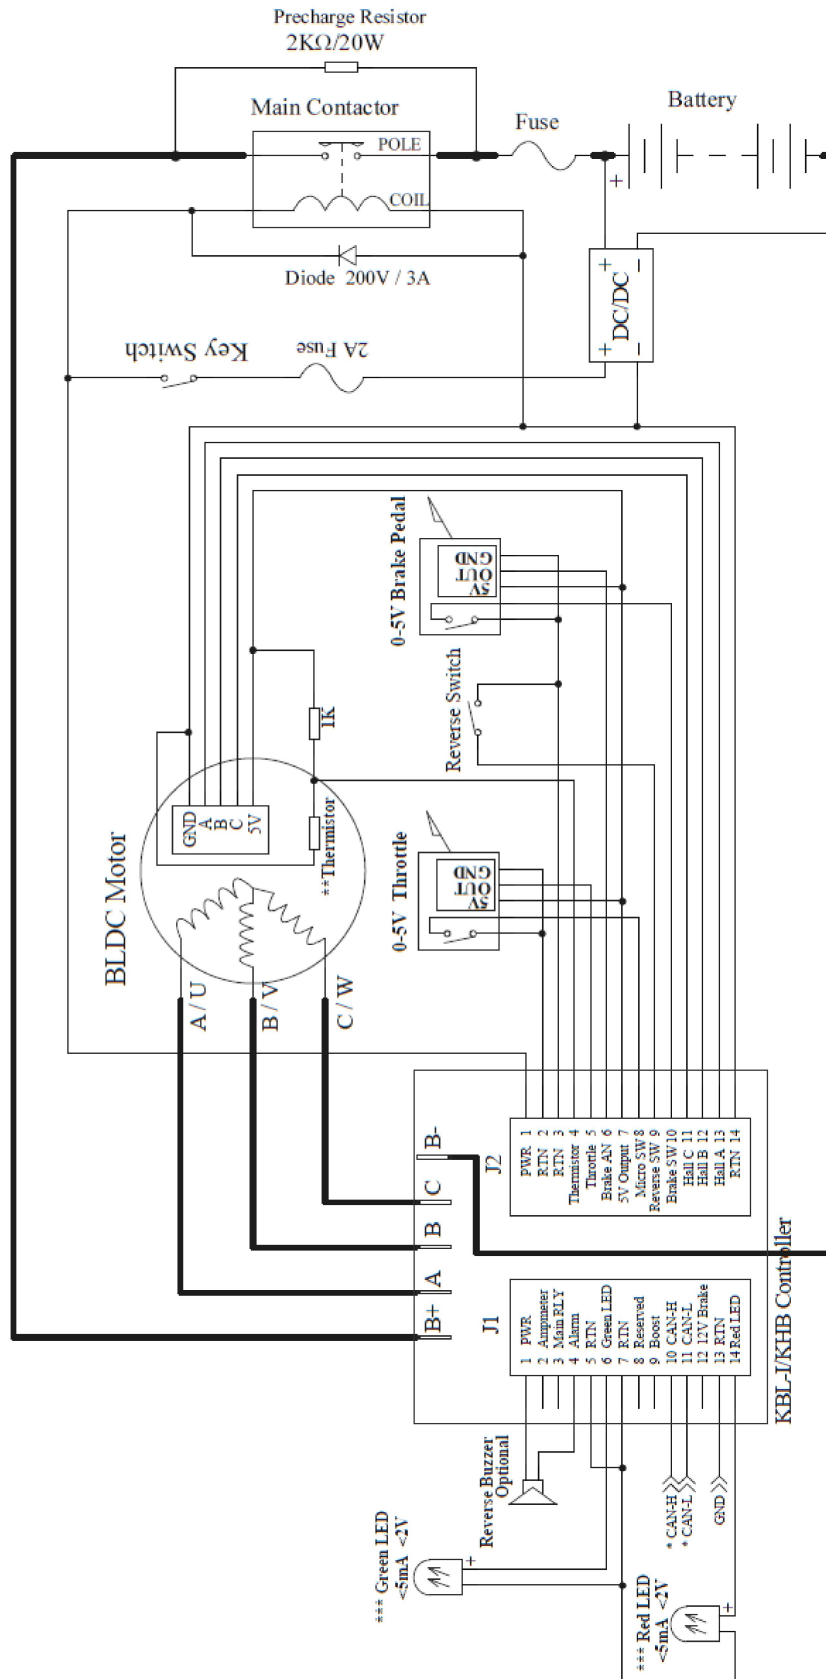 Precharge Resistor
2KΩ/20W
Main Contactor
POLE
COIL
Fuse
Battery
+
Diode 200V / 3A
Key Switch
2A Fuse
DC/DC
+
−
+
−
0-5V Brake Pedal
GND
OUT
5V
Reverse Switch
1K
**Thermistor
BLDC Motor
GND
A
B
C
5V
0-5V Throttle
GND
OUT
5V
A / U
B / V
C / W
B-
C
B
A
B+
J2
PWR 1
RTN 2
RTN 3
Thermistor 4
Throttle 5
Brake AN 6
5V Output 7
Micro SW 8
Reverse SW 9
Brake SW 10
Hall C 11
Hall B 12
Hall A 13
RTN 14
J1
1 PWR
2 Ampmeter
3 Main RLY
4 Alarm
5 RTN
6 Green LED
7 RTN
8 Reserved
9 Boost
10 CAN-H
11 CAN-L
12 12V Brake
13 RTN
14 Red LED
KBL-I/KHB Controller
Reverse Buzzer
Optional
*** Green LED
<5mA <2V
+
* CAN-H
* CAN-L
GND
*** Red LED
<5mA <2V
+